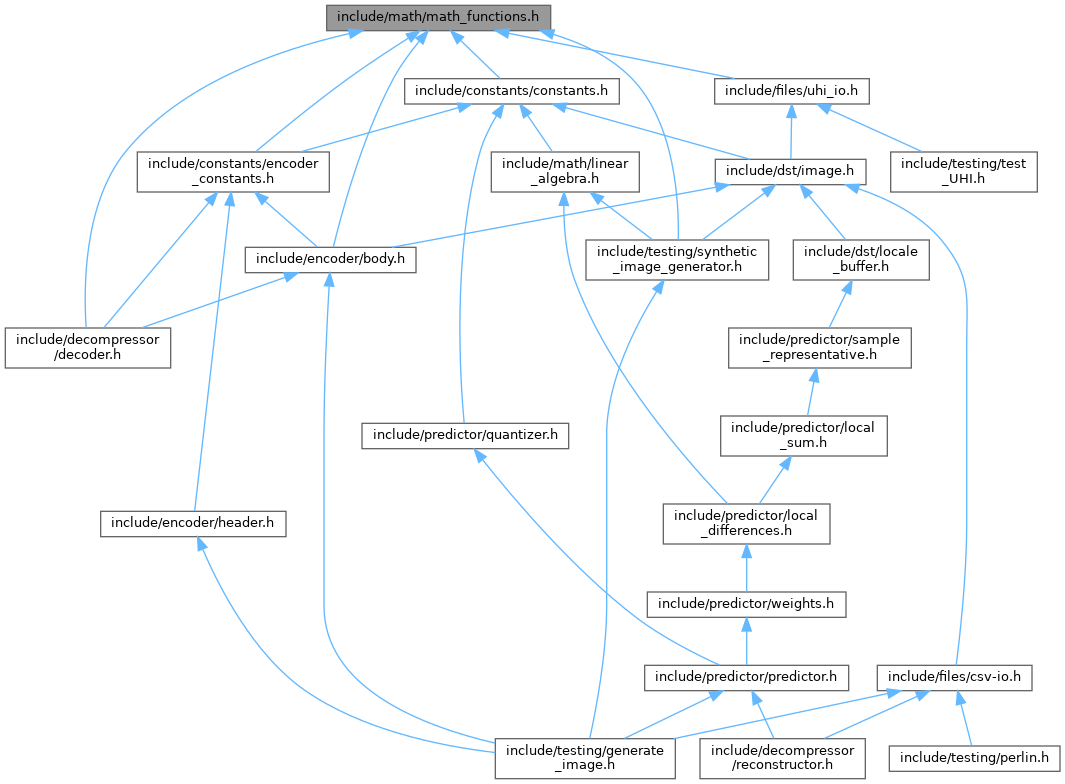 include/math/math_functions.h
include/constants/constants.h
include/files/uhi_io.h
include/constants/encoder
_constants.h
include/math/linear
_algebra.h
include/dst/image.h
include/testing/test
_UHI.h
include/encoder/body.h
include/testing/synthetic
_image_generator.h
include/dst/locale
_buffer.h
include/decompressor
/decoder.h
include/predictor/sample
_representative.h
include/predictor/quantizer.h
include/predictor/local
_sum.h
include/encoder/header.h
include/predictor/local
_differences.h
include/predictor/weights.h
include/predictor/predictor.h
include/files/csv-io.h
include/testing/generate
_image.h
include/decompressor
/reconstructor.h
include/testing/perlin.h